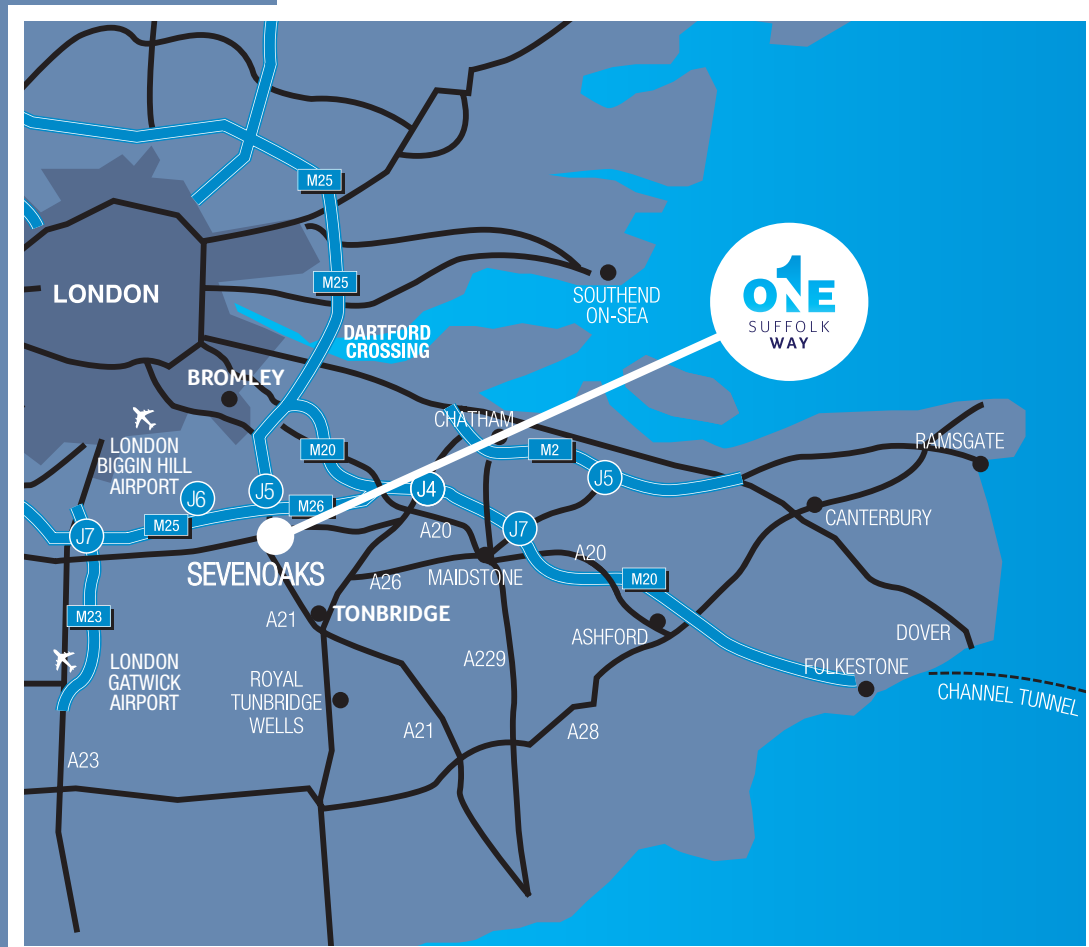 M25
M25
LONDON
SOUTHEND
ON-SEA
1
ONE
SUFFOLK
WAY
DARTFORD
CROSSING
BROMLEY
CHATHAM
LONDON
BIGGIN HILL
AIRPORT
M20
M2
RAMSGATE
J6
J5
J4
J5
M26
M25
J7
A20
J7
CANTERBURY
SEVENOAKS
A26
MAIDSTONE
A20
M20
M23
A21
TONBRIDGE
ASHFORD
DOVER
LONDON
GATWICK
AIRPORT
ROYAL
TUNBRIDGE
WELLS
A229
FOLKESTONE
CHANNEL TUNNEL
A21
A28
A23